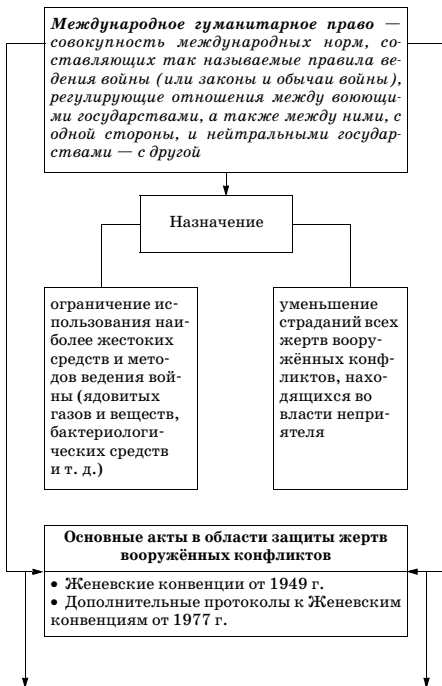 Международное гуманитарное право —
совокупность международных норм, со-
ставляющих так называемые правила ве-
дения войны (или законы и обычаи войны),
регулирующие отношения между воюющи-
ми государствами, а также между ними, с
одной стороны, и нейтральными государ-
ствами — с другой
Назначение
ограничение ис-
пользования наи-
более жестоких
средств и мето-
дов ведения вой-
ны (ядовитых
газов и веществ,
бактериологи-
ческих средств
и т. д.)
уменьшение
страданий всех
жертв воору-
жённых конф-
ликтов, нахо-
дящихся во
власти непри-
ятеля
Основные акты в области защиты жертв
вооружённых конфликтов
• Женевские конвенции от 1949 г.
• Дополнительные протоколы к Женевским
конвенциям от 1977 г.